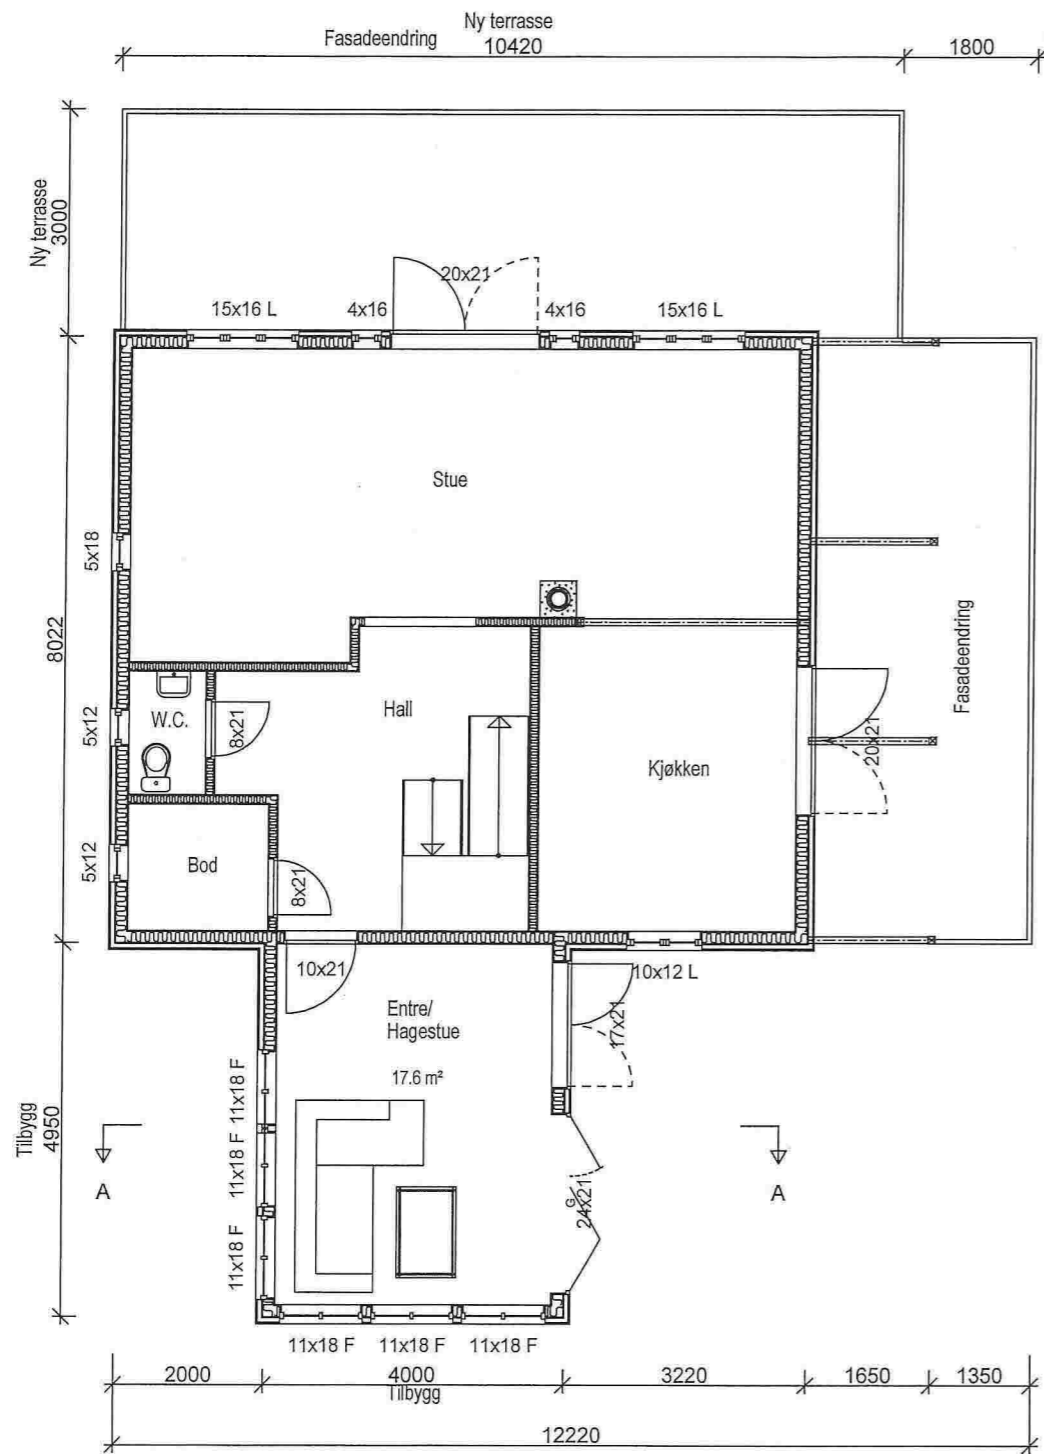 Ny terrasse
Fasadeendring
10420
1800
Ny terrasse
3000
20x21
15x16 L
4x16
4x16
15x16 L
Stue
5x18
8022
Fasadeendring
Hall
W.C.
8x21
5x12
20x21
Kjøkken
Bod
5x12
8x21
10x21
10x12 L
Entre/
Hagestue
17x21
17.6 m²
11x18 F
11x18 F
11x18 F
Tilbygg
4950
A
A
G
24x21
11x18 F
11x18 F
11x18 F
2000
4000
3220
1650
1350
Tilbygg
12220